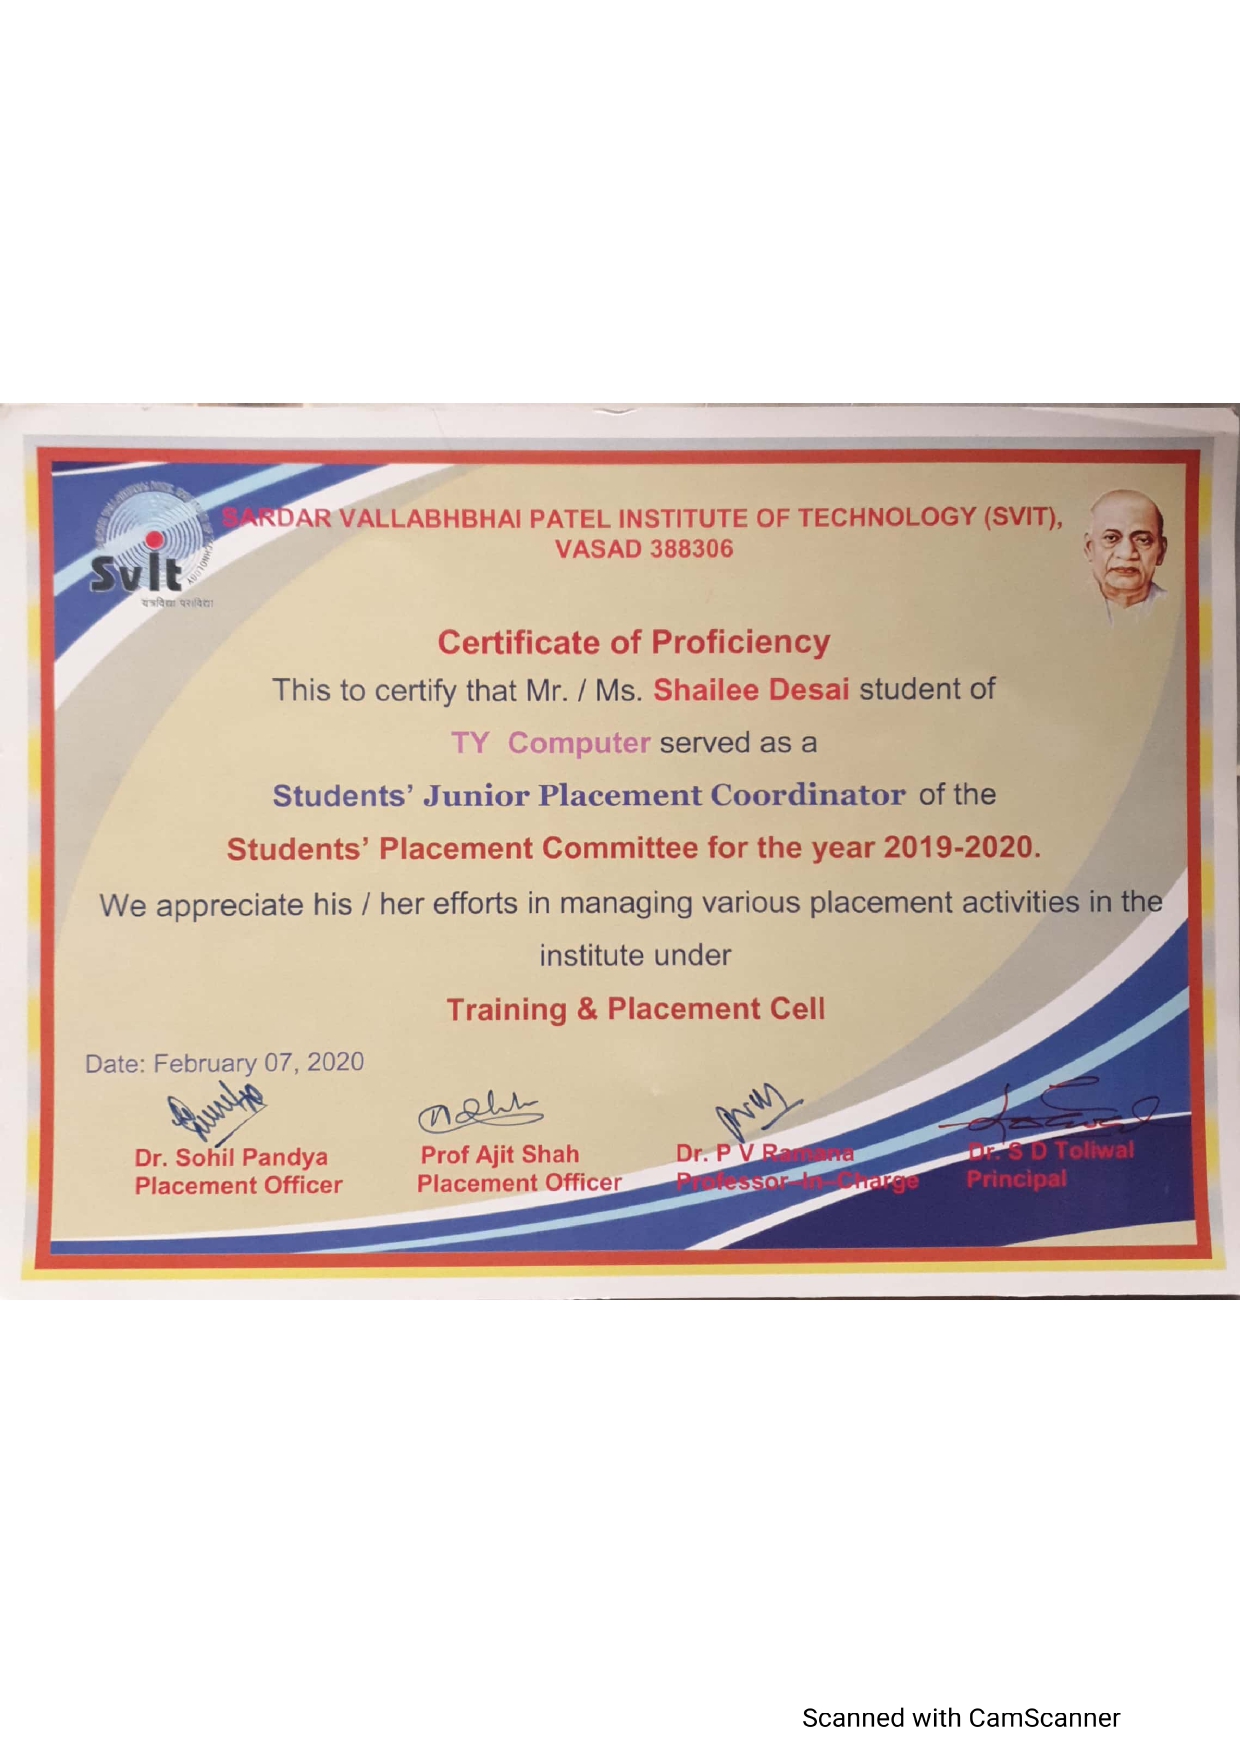 SARDAR VALLABHBHAI PATEL INSTITUTE OF TECHNOLOGY (SVIT),
VASAD 388306
SvIt
Certificate of Proficiency
This to certify that Mr. / Ms. Shailee Desai student of
TY Computer served as a
Students’ Junior Placement Coordinator of the
Students’ Placement Committee for the year 2019-2020.
We appreciate his / her efforts in managing various placement activities in the
institute under
Training & Placement Cell
Date: February 07, 2020
Dr. Sohil Pandya Prof Ajit Shah Dr. P V Ramana Dr. S D Toliwal
Placement Officer Placement Officer Professor–In–Charge Principal
Scanned with CamScanner